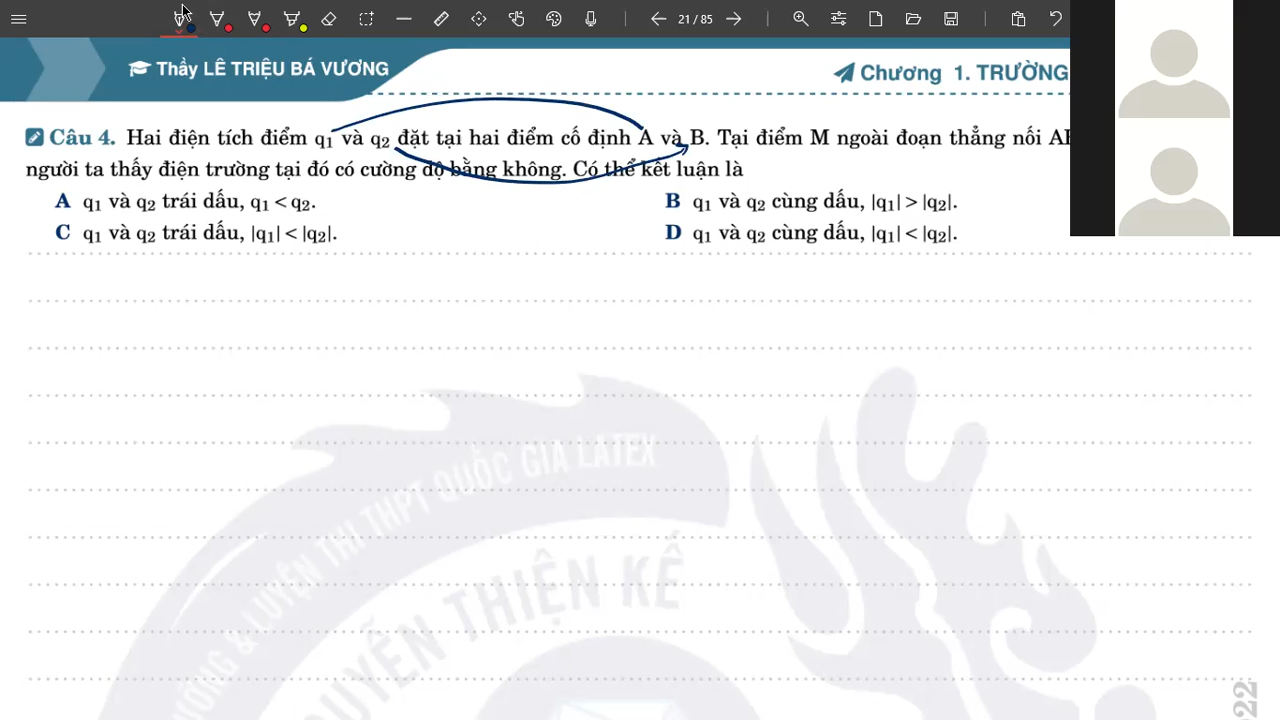 21 / 85
Thầy LÊ TRIỆU BÁ VƯƠNG
Chương 1. TRƯỜNG
Câu 4. Hai điện tích điểm q₁ và q₂ đặt tại hai điểm cố định A và B. Tại điểm M ngoài đoạn thẳng nối
người ta thấy điện trường tại đó có cường độ bằng không. Có thể kết luận là
A q₁ và q₂ trái dấu, q₁ < q₂.
B q₁ và q₂ cùng dấu, |q₁| > |q₂|.
C q₁ và q₂ trái dấu, |q₁| < |q₂|.
D q₁ và q₂ cùng dấu, |q₁| < |q₂|.
& LUYỆN THI THPT QUỐC GIA LATEX
NGUYỄN THIỆN KẾ
22